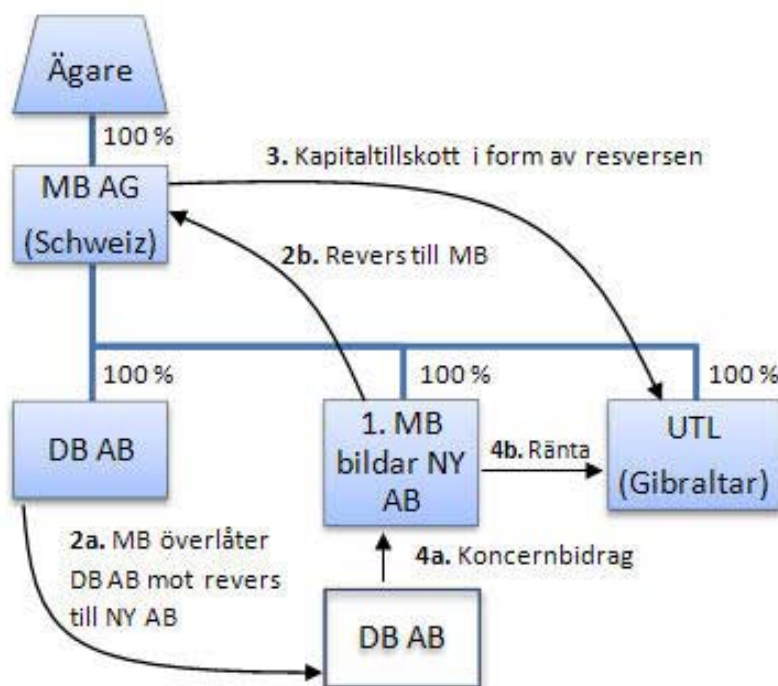 Ägare
100 %
3. Kapitaltillskott i form av resversen
MB AG
(Schweiz)
2b. Revers till MB
100 %
100 %
100 %
DB AB
1. MB
bildar NY
AB
4b. Ränta
UTL
(Gibraltar)
2a. MB överlåter
DB AB mot revers
till NY AB
4a. Koncernbidrag
DB AB